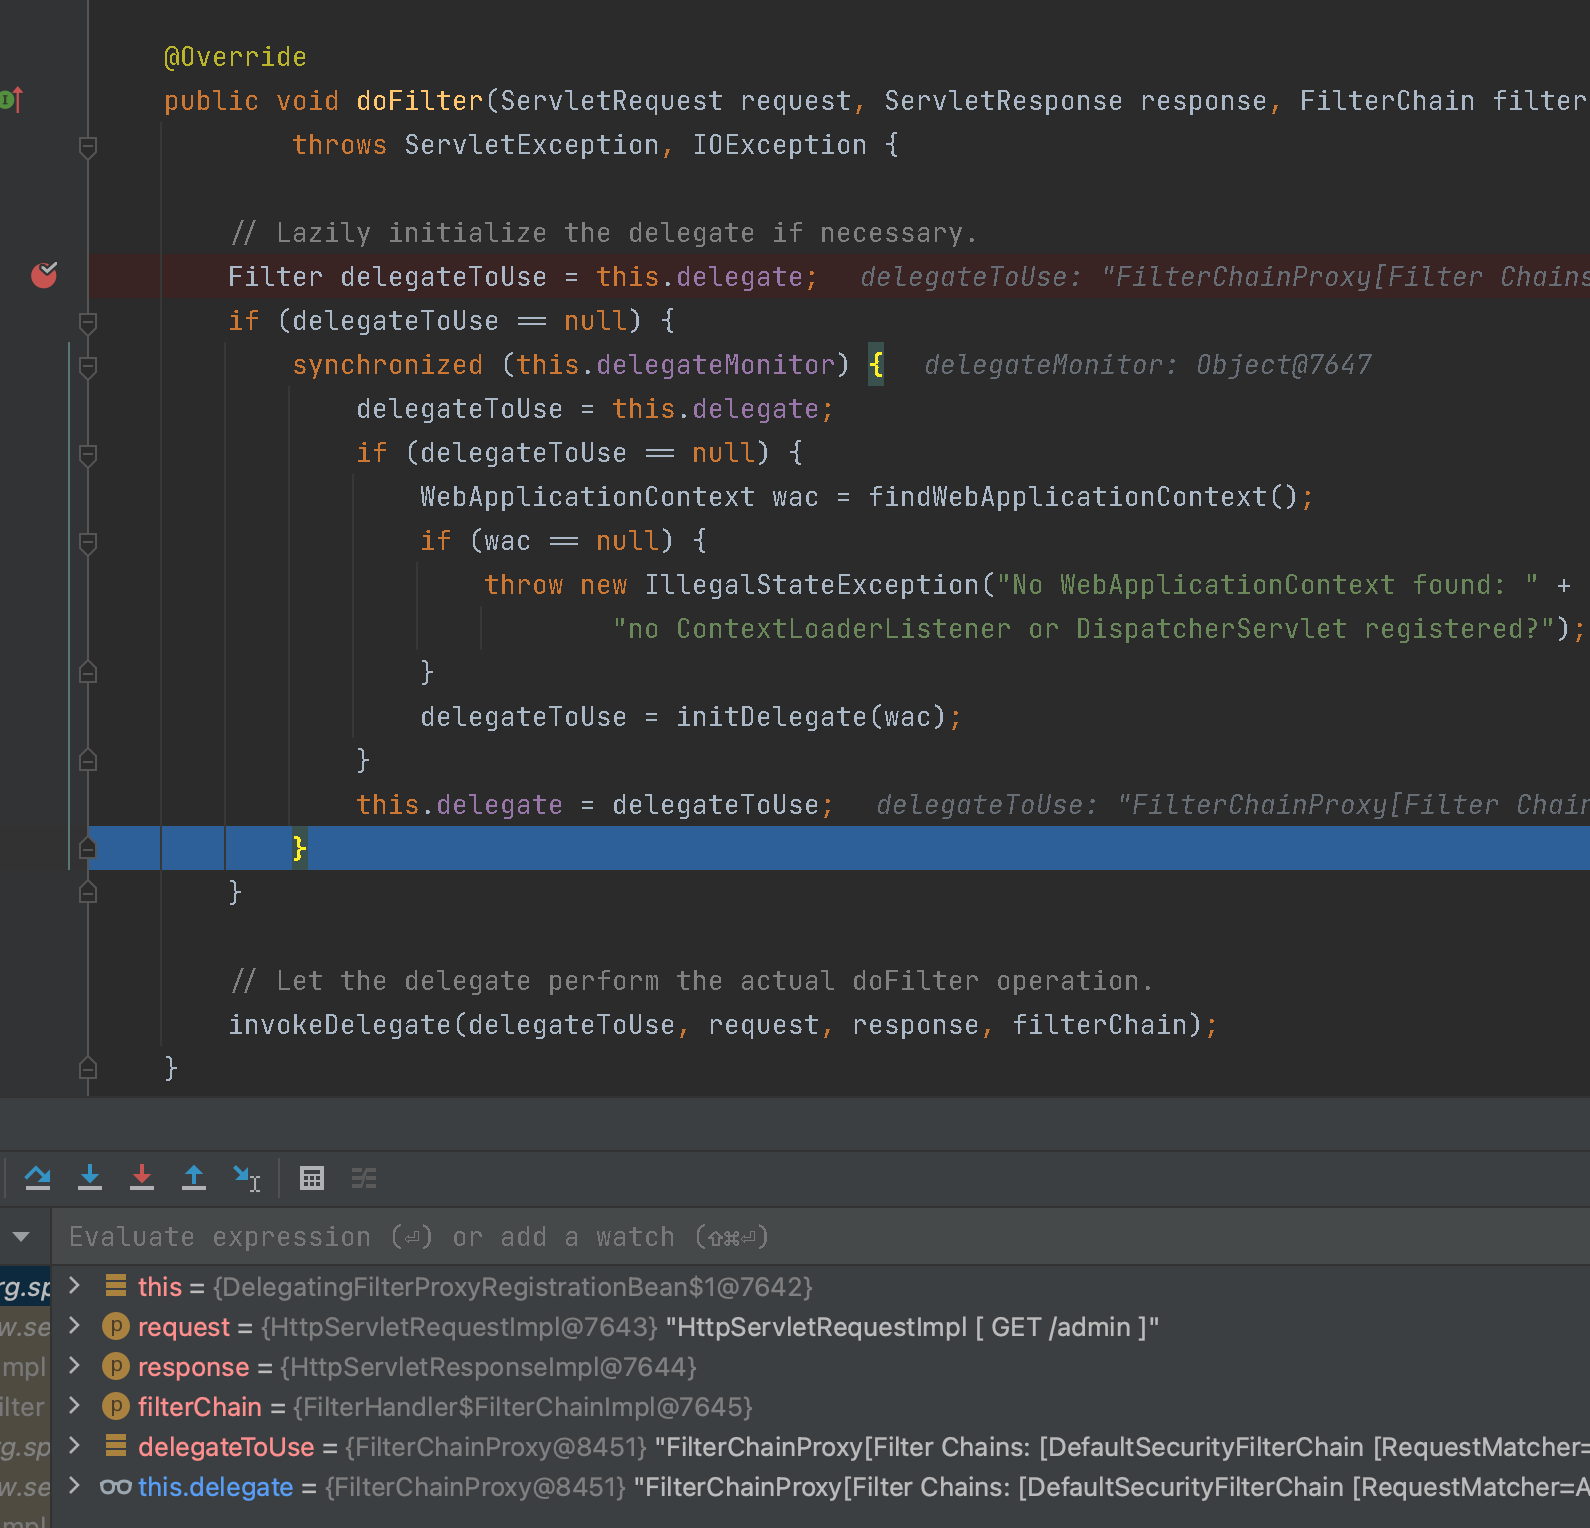 @Override
public void doFilter(ServletRequest request, ServletResponse response, FilterChain filter
throws ServletException, IOException {
// Lazily initialize the delegate if necessary.
Filter delegateToUse = this.delegate; delegateToUse: "FilterChainProxy[Filter Chains
if (delegateToUse == null) {
synchronized (this.delegateMonitor) { delegateMonitor: Object@7647
delegateToUse = this.delegate;
if (delegateToUse == null) {
WebApplicationContext wac = findWebApplicationContext();
if (wac == null) {
throw new IllegalStateException("No WebApplicationContext found: " +
"no ContextLoaderListener or DispatcherServlet registered?");
}
delegateToUse = initDelegate(wac);
}
this.delegate = delegateToUse; delegateToUse: "FilterChainProxy[Filter Chain
}
}
// Let the delegate perform the actual doFilter operation.
invokeDelegate(delegateToUse, request, response, filterChain);
}
Evaluate expression (⏎) or add a watch (⇧⌘⏎)
rg.sp this = {DelegatingFilterProxyRegistrationBean$1@7642}
w.se request = {HttpServletRequestImpl@7643} "HttpServletRequestImpl [ GET /admin ]"
mpl response = {HttpServletResponseImpl@7644}
ilter filterChain = {FilterHandler$FilterChainImpl@7645}
rg.sp delegateToUse = {FilterChainProxy@8451} "FilterChainProxy[Filter Chains: [DefaultSecurityFilterChain [RequestMatcher=
w.se this.delegate = {FilterChainProxy@8451} "FilterChainProxy[Filter Chains: [DefaultSecurityFilterChain [RequestMatcher=A
mpl